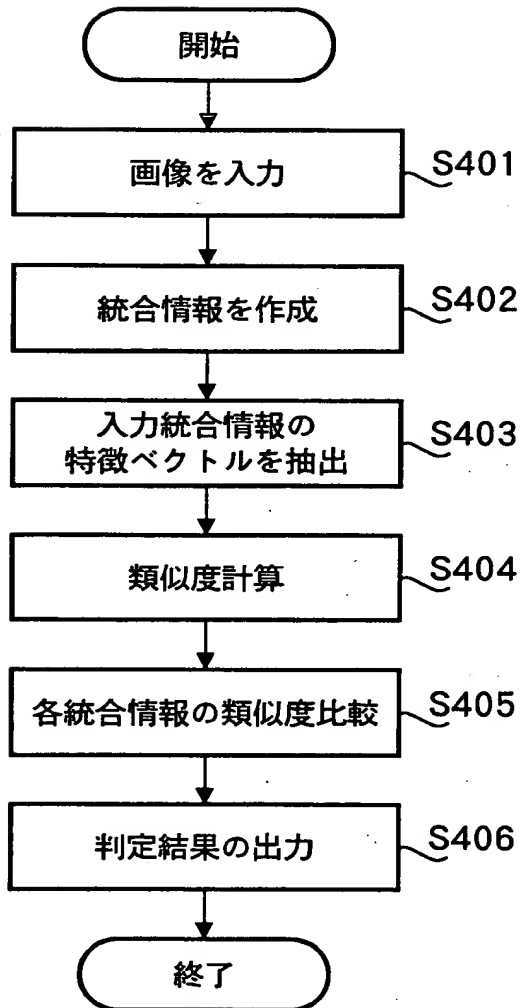 開始
画像を入力
S401
統合情報を作成
S402
入力統合情報の
特徴ベクトルを抽出
S403
類似度計算
S404
各統合情報の類似度比較
S405
判定結果の出力
S406
終了